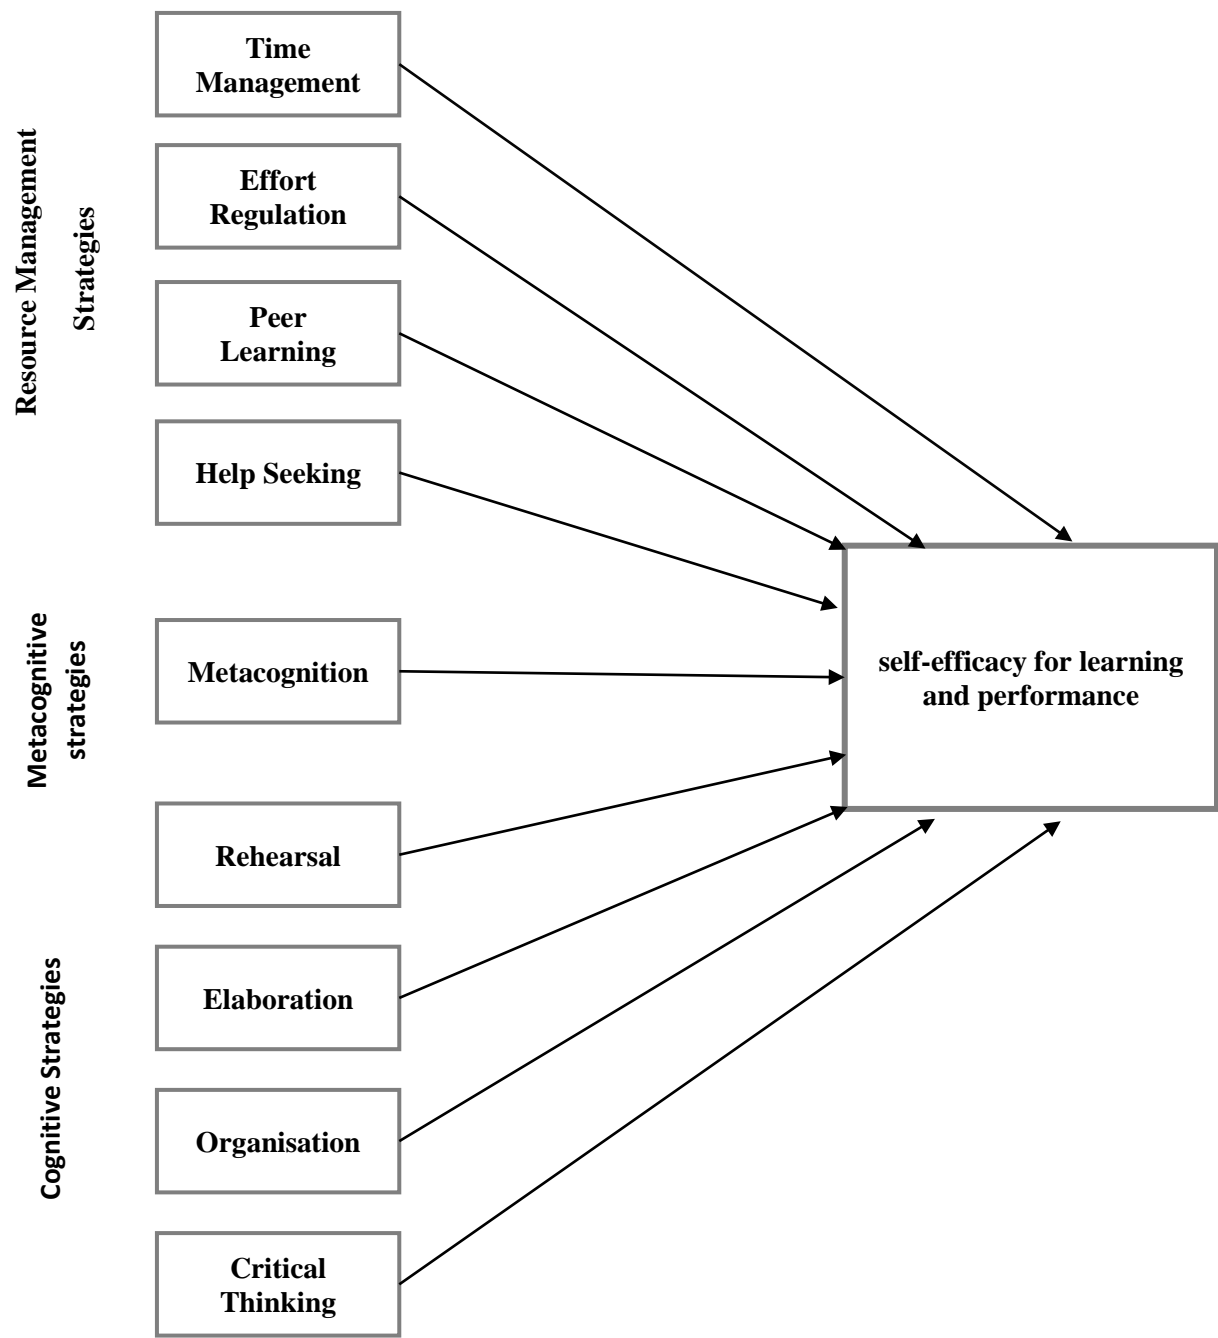 Resource Management
Strategies
Time
Management
Effort
Regulation
Peer
Learning
Help Seeking
Metacognitive
strategies
Metacognition
Cognitive Strategies
Rehearsal
Elaboration
Organisation
Critical
Thinking
self-efficacy for learning
and performance